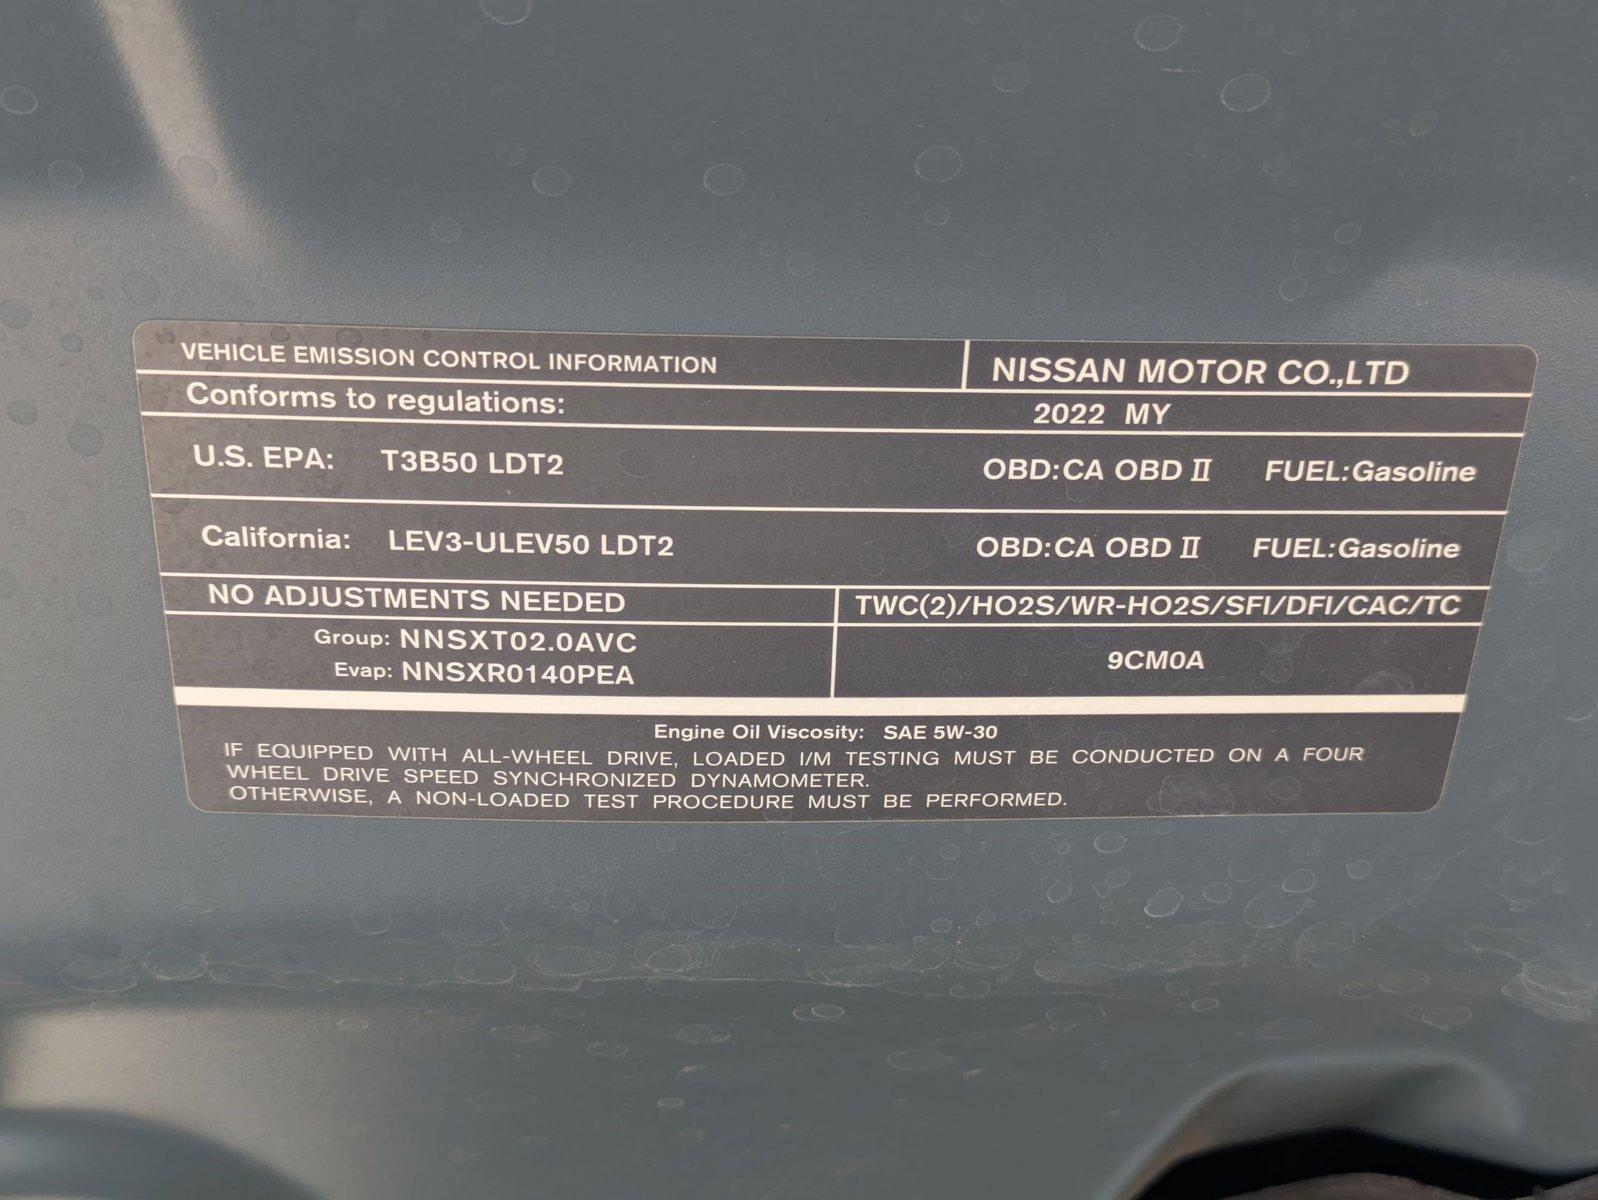 VEHICLE EMISSION CONTROL INFORMATION NISSAN MOTOR CO.,LTD
Conforms to regulations: 2022 MY
U.S. EPA: T3B50 LDT2 OBD:CA OBD II FUEL:Gasoline
California: LEV3-ULEV50 LDT2 OBD:CA OBD II FUEL:Gasoline
NO ADJUSTMENTS NEEDED TWC(2)/HO2S/WR-HO2S/SFI/DFI/CAC/TC
Group: NNSXT02.0AVC
Evap: NNSXR0140PEA
9CM0A
Engine Oil Viscosity: SAE 5W-30
IF EQUIPPED WITH ALL-WHEEL DRIVE, LOADED I/M TESTING MUST BE CONDUCTED ON A FOUR
WHEEL DRIVE SPEED SYNCHRONIZED DYNAMOMETER.
OTHERWISE, A NON-LOADED TEST PROCEDURE MUST BE PERFORMED.